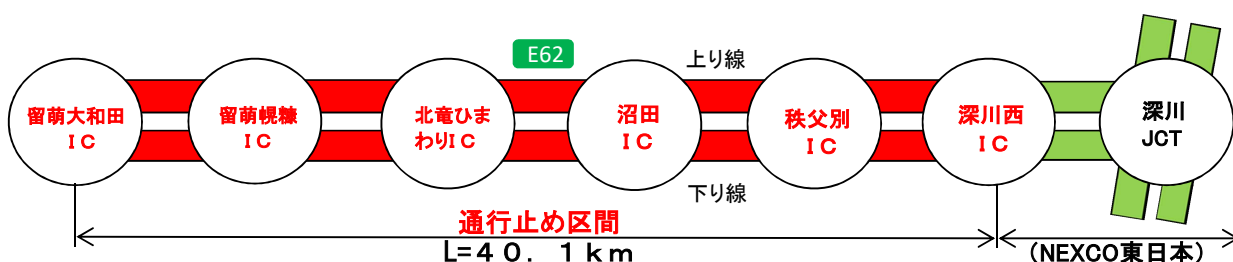 E62
上り線
留萌大和田
IC
留萌幌糠
IC
北竜ひま
わりIC
沼田
IC
秩父別
IC
深川西
IC
深川
JCT
下り線
通行止め区間
L=40.1km
(NEXCO東日本)